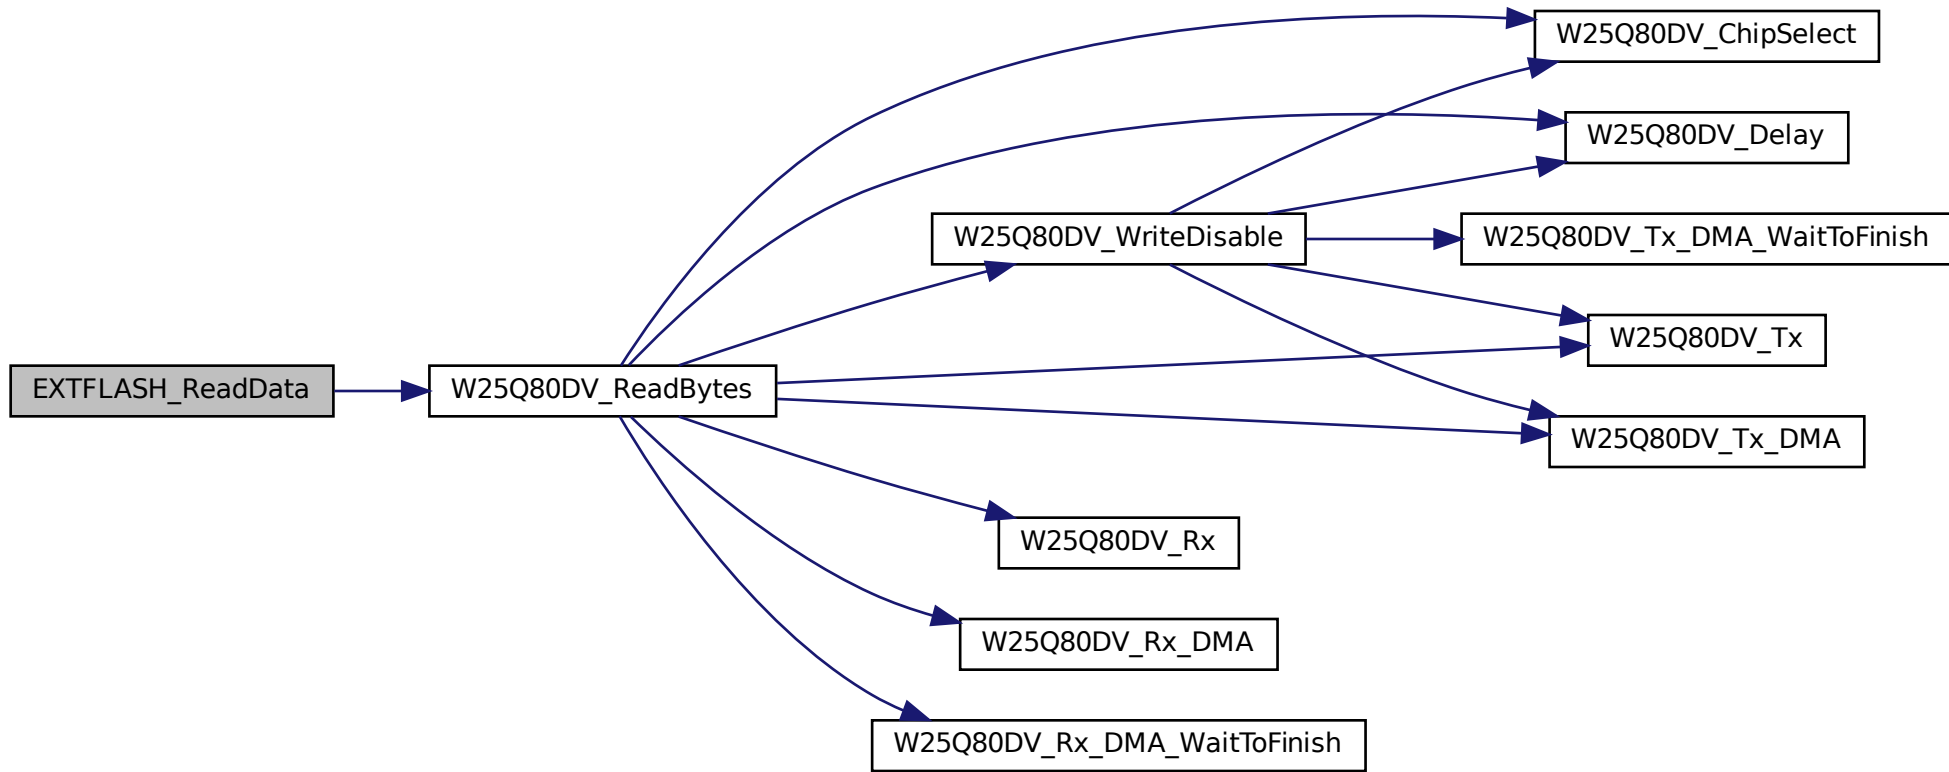 W25Q80DV_ChipSelect
W25Q80DV_Delay
W25Q80DV_WriteDisable
W25Q80DV_Tx_DMA_WaitToFinish
W25Q80DV_Tx
EXTFLASH_ReadData
W25Q80DV_ReadBytes
W25Q80DV_Tx_DMA
W25Q80DV_Rx
W25Q80DV_Rx_DMA
W25Q80DV_Rx_DMA_WaitToFinish